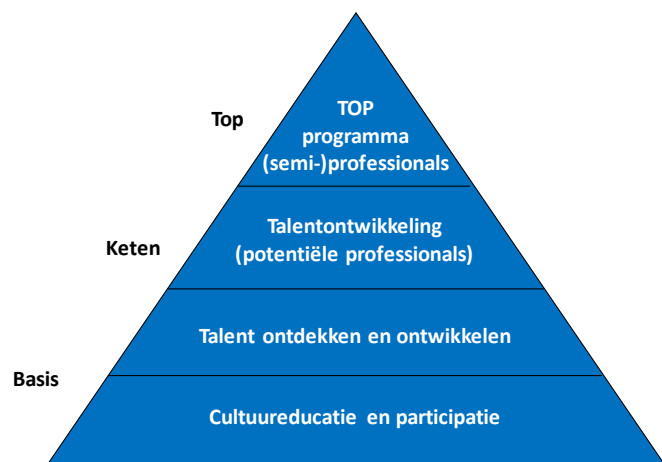 Top
TOP
programma
(semi-)professionals
Keten
Talentontwikkeling
(potentiële professionals)
Talent ontdekken en ontwikkelen
Basis
Cultuureducatie en participatie